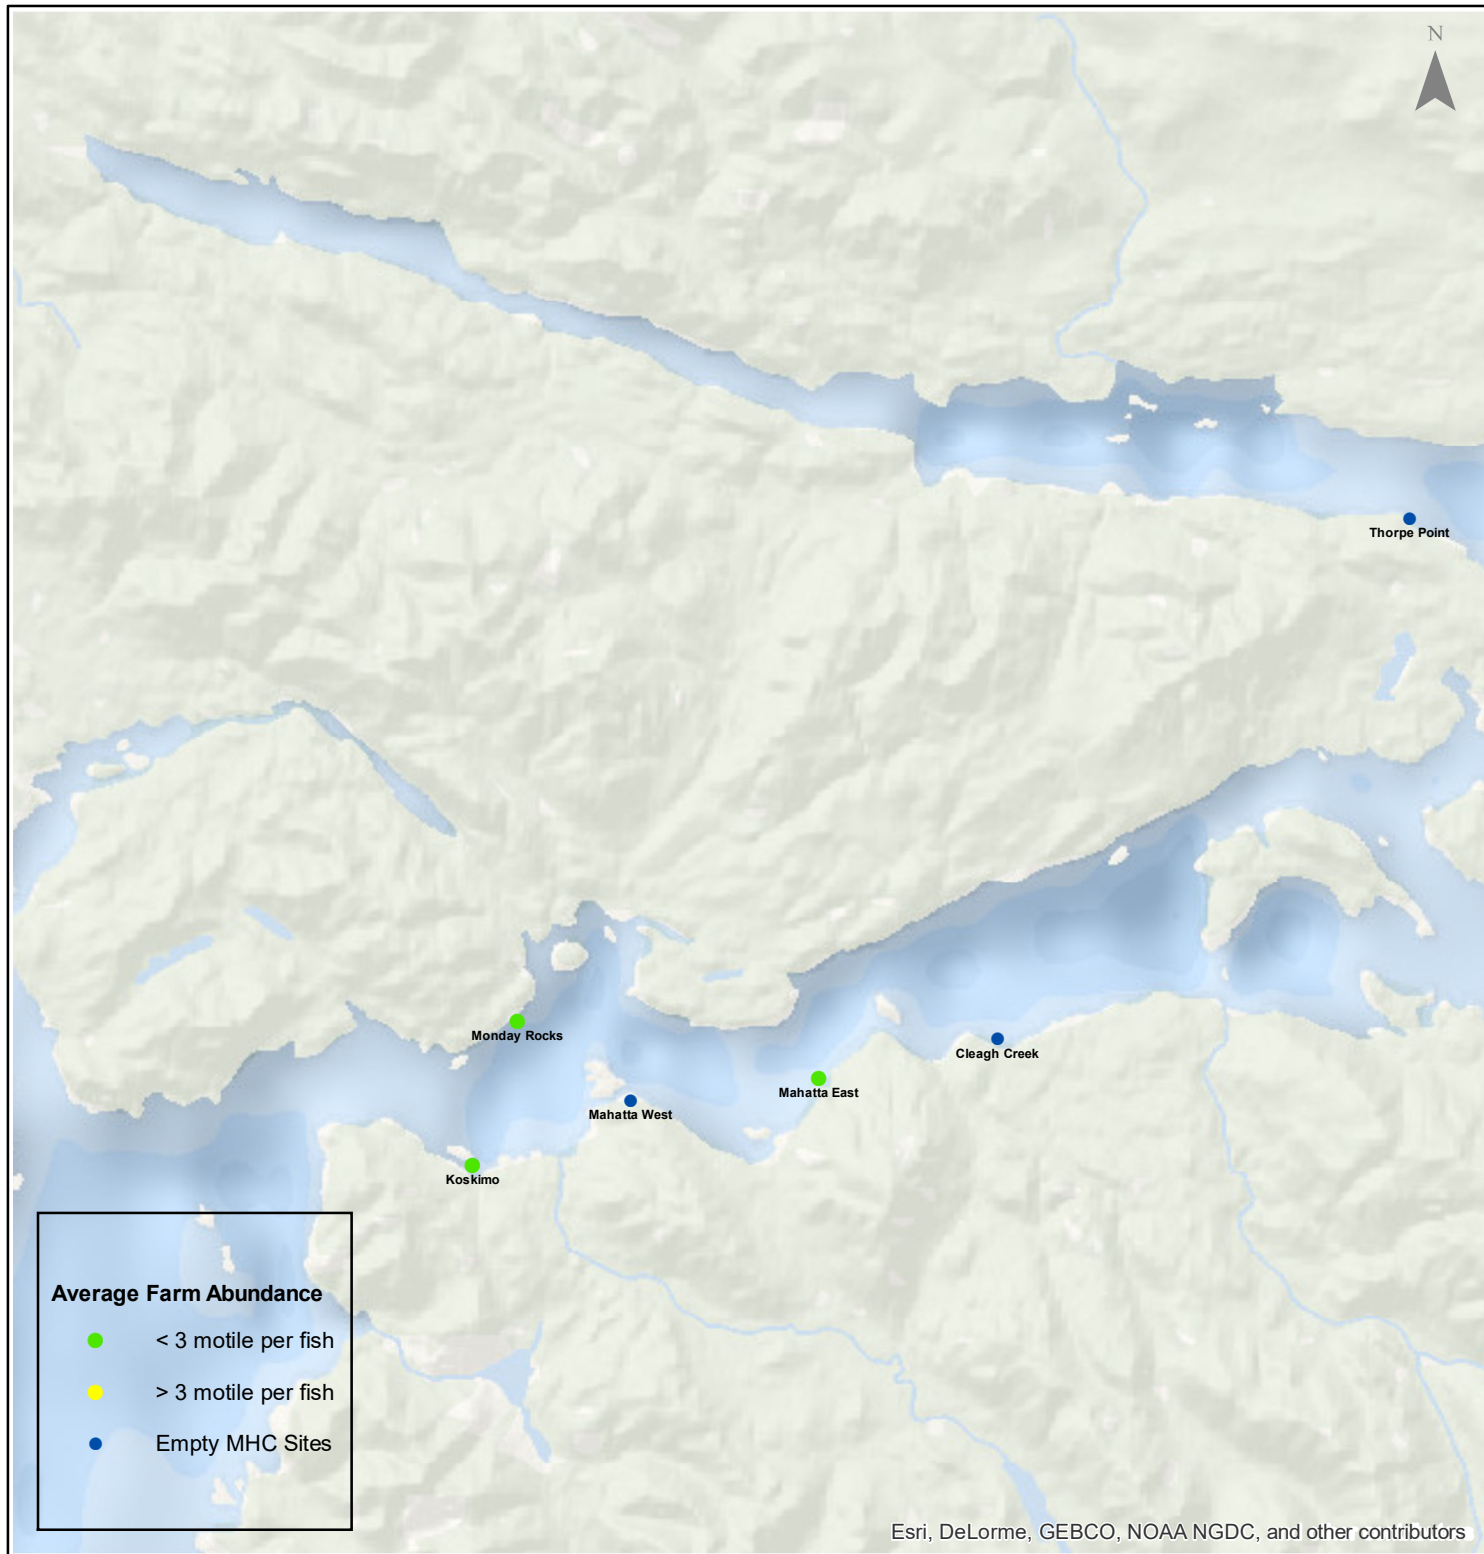 N
Thorpe Point
Monday Rocks
Cleagh Creek
Mahatta East
Mahatta West
Koskimo
Average Farm Abundance
< 3 motile per fish
> 3 motile per fish
Empty MHC Sites
Esri, DeLorme, GEBCO, NOAA NGDC, and other contributors